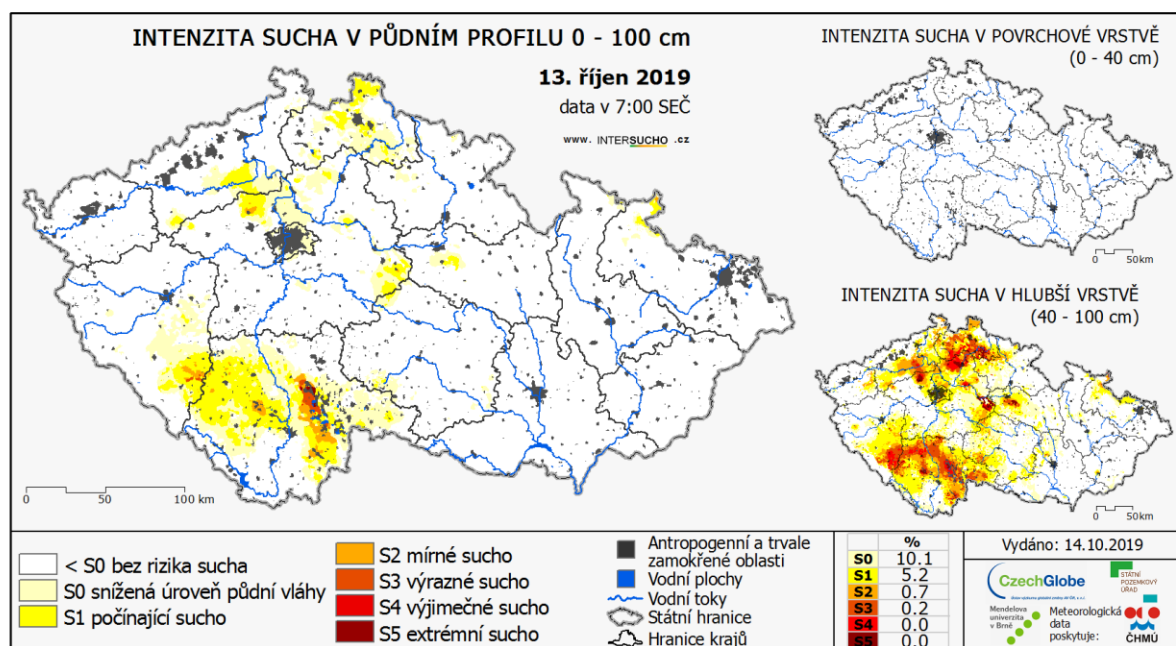 INTENZITA SUCHA V PŮDNÍM PROFILU 0 - 100 cm
13. říjen 2019
data v 7:00 SEČ
www. INTERSUCHO .cz
0 50 100 km
INTENZITA SUCHA V POVRCHOVÉ VRSTVĚ
(0 - 40 cm)
0 50km
INTENZITA SUCHA V HLUBŠÍ VRSTVĚ
(40 - 100 cm)
0 50km
< S0 bez rizika sucha
S0 snížená úroveň půdní vláhy
S1 počínající sucho
S2 mírné sucho
S3 výrazné sucho
S4 výjimečné sucho
S5 extrémní sucho
Antropogenní a trvale
zamokřené oblasti
Vodní plochy
Vodní toky
Státní hranice
Hranice krajů
%
S0 10.1
S1 5.2
S2 0.7
S3 0.2
S4 0.0
S5 0.0
Vydáno: 14.10.2019
CzechGlobe
STÁTNÍ
POZEMKOVÝ
ÚŘAD
Mendelova
univerzita
v Brně
Meteorologická
data
poskytuje:
ČHMÚ